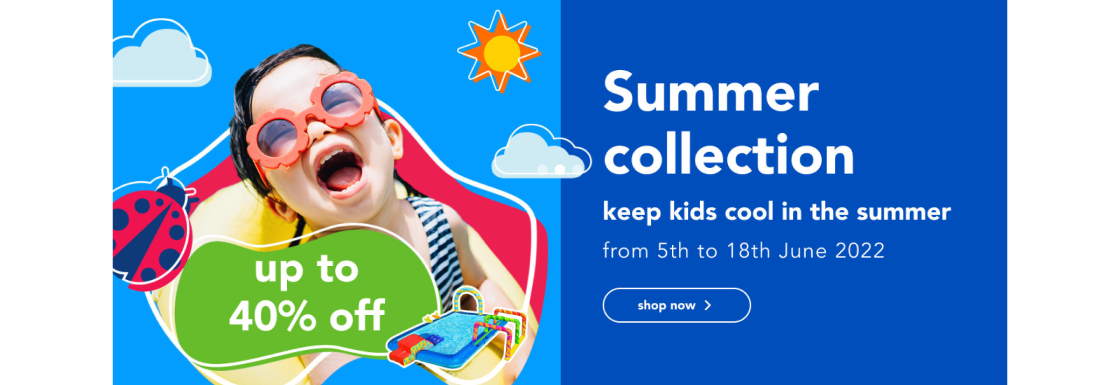 up to
40% off
Summer
collection
keep kids cool in the summer
from 5th to 18th June 2022
shop now